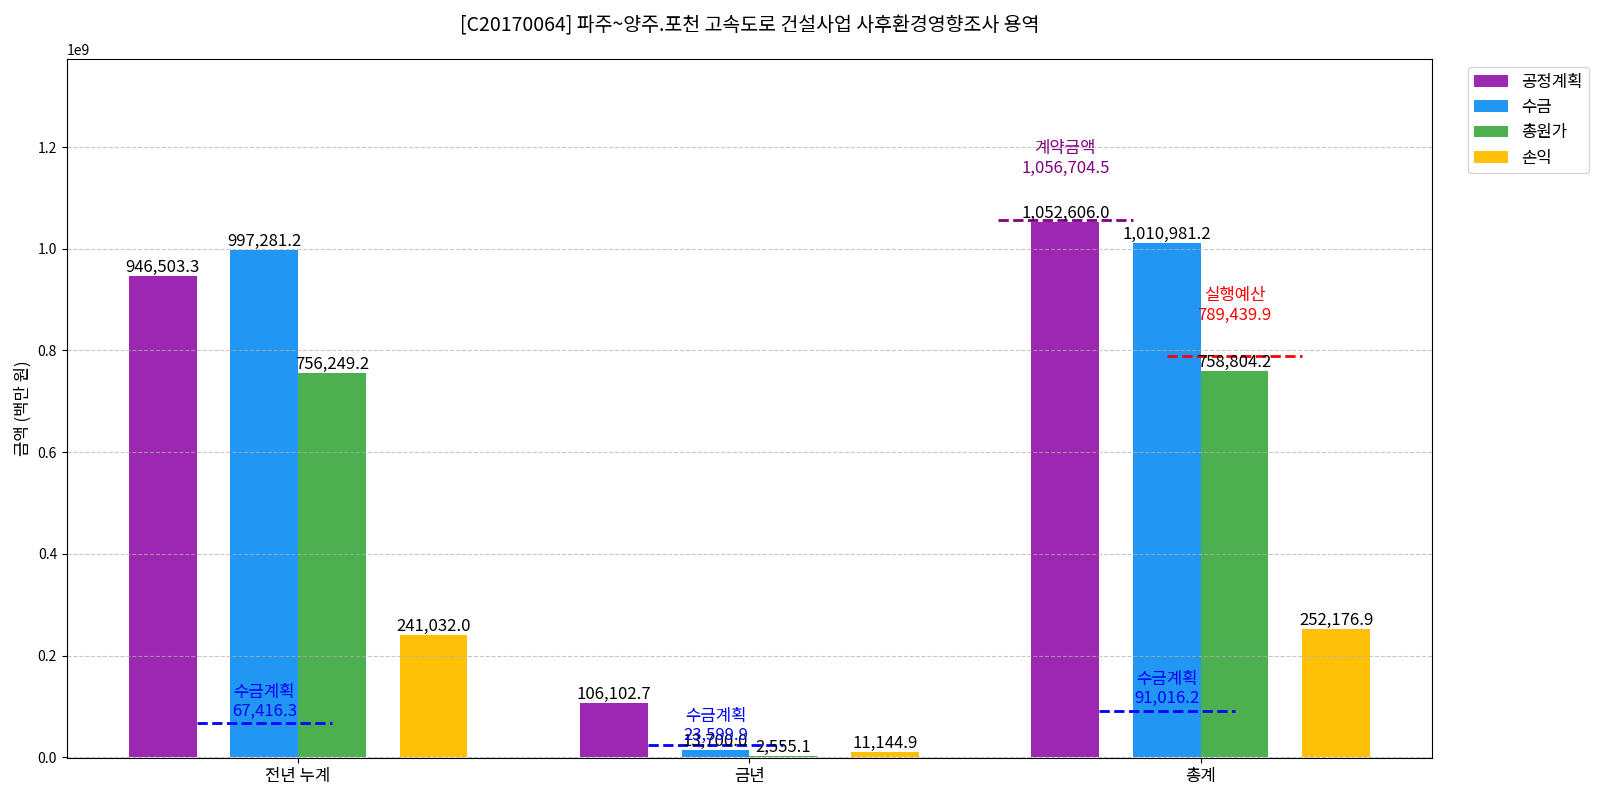 [C20170064] 파주~양주.포천 고속도로 건설사업 사후환경영향조사 용역
1e9
금액 (백만 원)
1.2
1.0
0.8
0.6
0.4
0.2
0.0
946,503.3
997,281.2
756,249.2
241,032.0
수금계획
67,416.3
106,102.7
수금계획
23,599.9
13,700.0
2,555.1
11,144.9
계약금액
1,056,704.5
1,052,606.0
1,010,981.2
실행예산
789,439.9
758,804.2
252,176.9
수금계획
91,016.2
전년 누계
금년
총계
공정계획
수금
총원가
손익